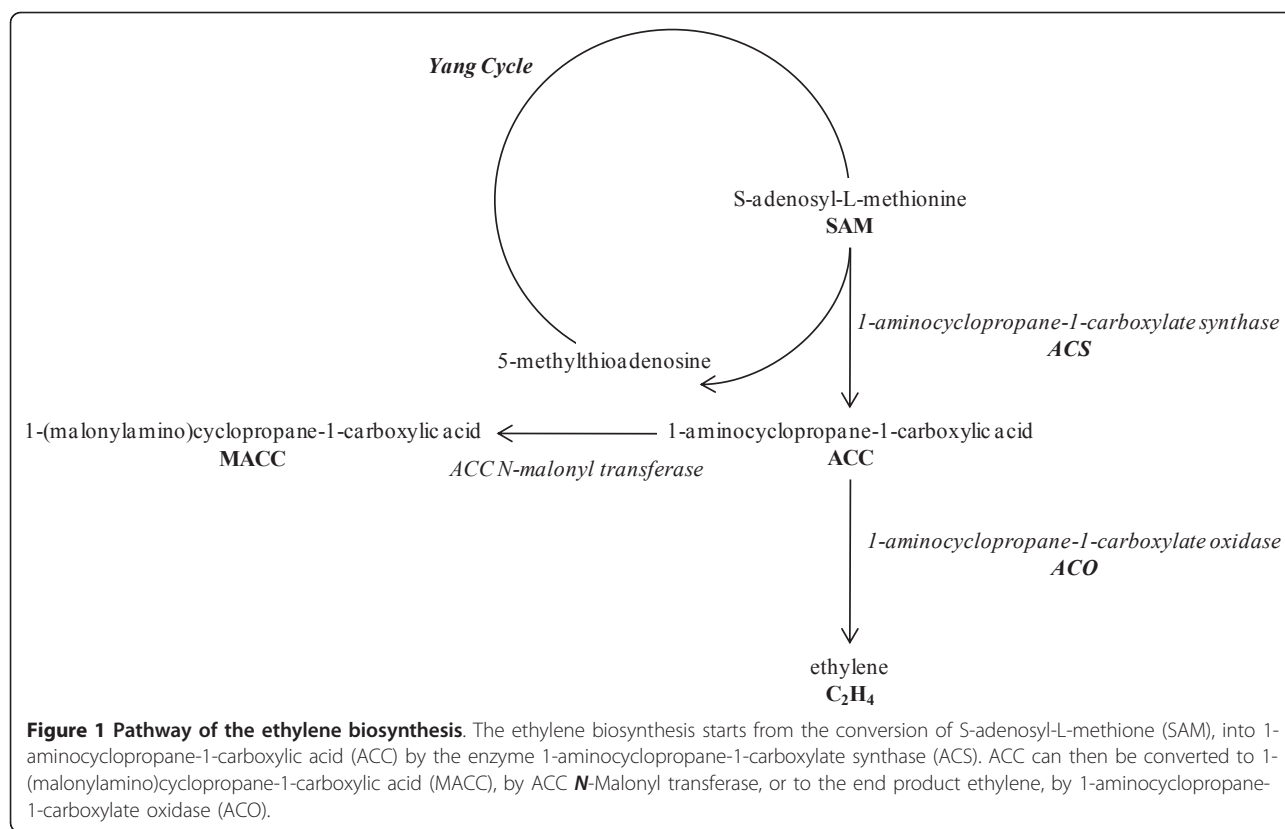 Yang Cycle
S-adenosyl-L-methionine
SAM
1-aminocyclopropane-1-carboxylate synthase
ACS
5-methylthioadenosine
1-(malonylamino)cyclopropane-1-carboxylic acid
MACC
ACC N-malonyl transferase
1-aminocyclopropane-1-carboxylic acid
ACC
1-aminocyclopropane-1-carboxylate oxidase
ACO
ethylene
C₂H₄
Figure 1 Pathway of the ethylene biosynthesis. The ethylene biosynthesis starts from the conversion of S-adenosyl-L-methione (SAM), into 1-
aminocyclopropane-1-carboxylic acid (ACC) by the enzyme 1-aminocyclopropane-1-carboxylate synthase (ACS). ACC can then be converted to 1-
(malonylamino)cyclopropane-1-carboxylic acid (MACC), by ACC N-Malonyl transferase, or to the end product ethylene, by 1-aminocyclopropane-
1-carboxylate oxidase (ACO).